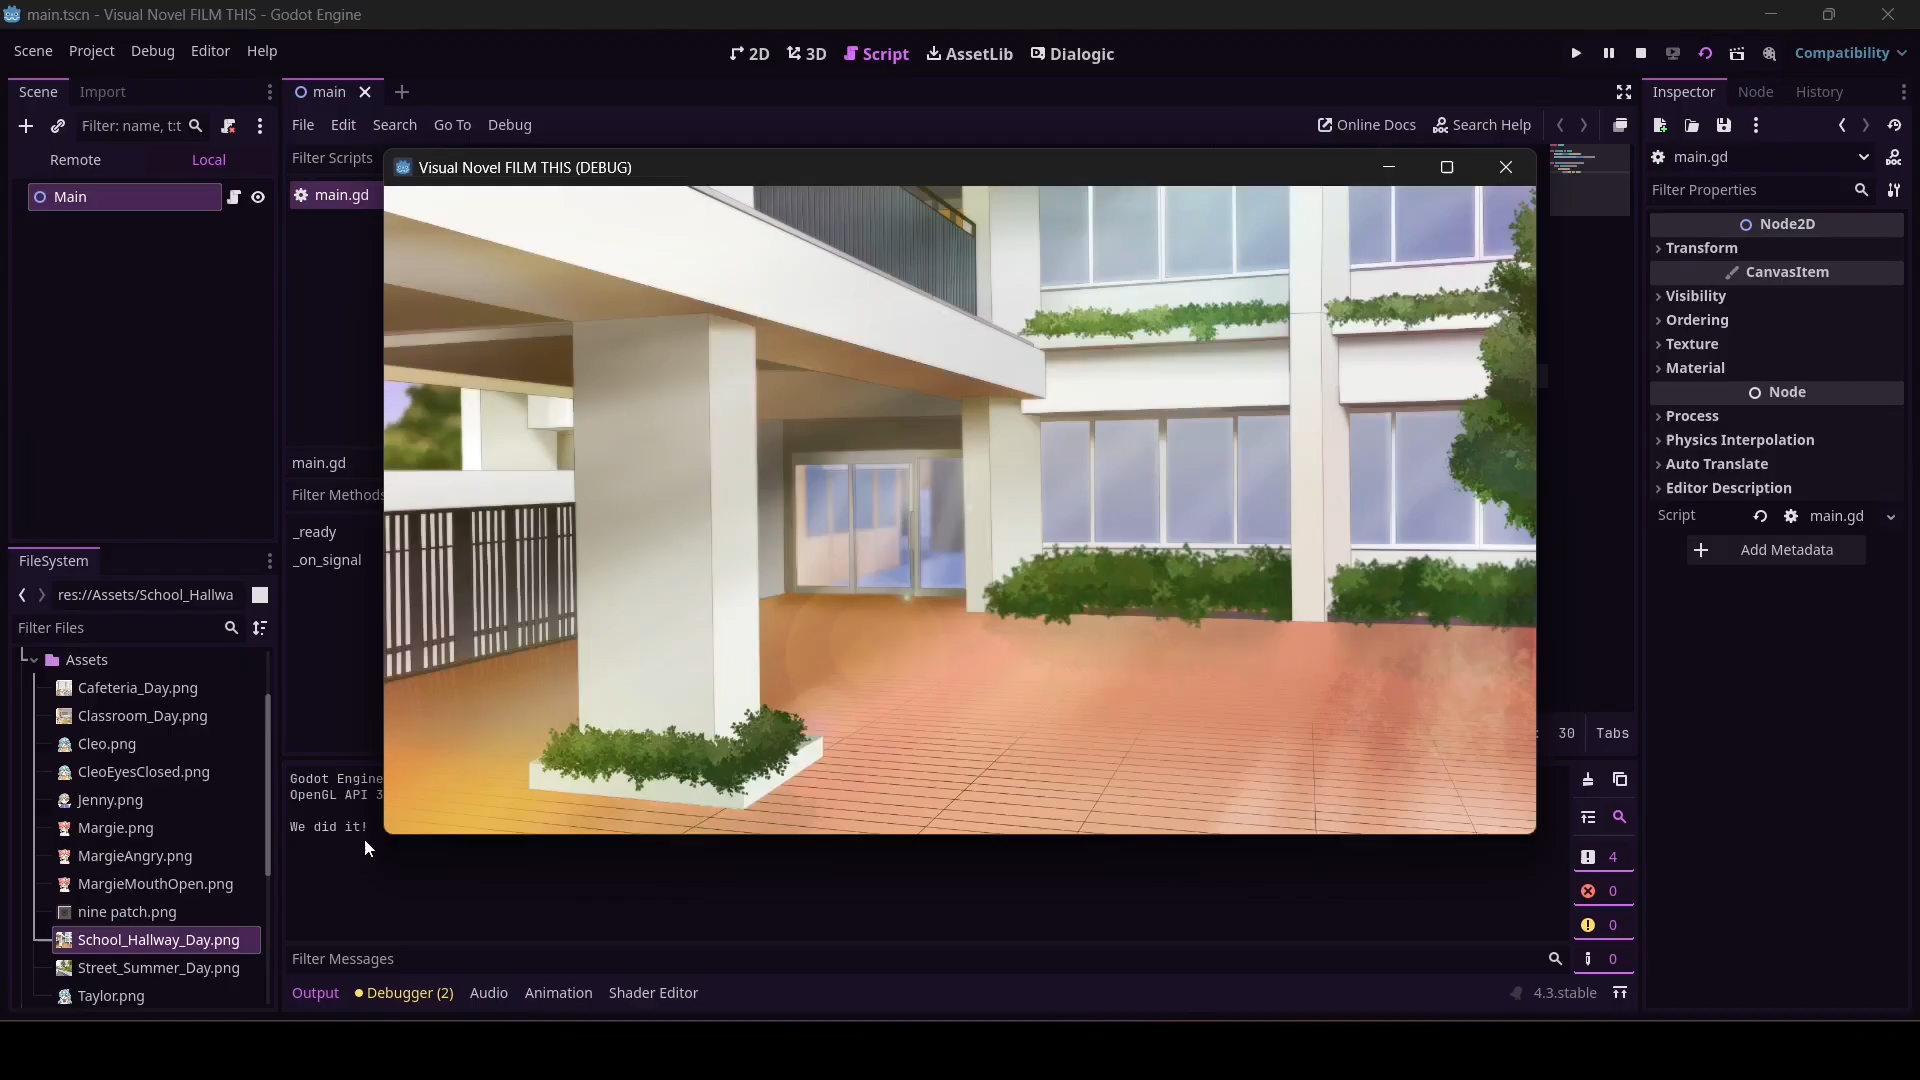 main.tscn - Visual Novel FILM THIS - Godot Engine
Scene Project Debug Editor Help
2D 3D Script AssetLib Dialogic
Compatibility
Scene Import
main
Inspector Node History
Filter: name, t:t
File Edit Search Go To Debug
Online Docs Search Help
Remote Local
Filter Scripts
main.gd
Visual Novel FILM THIS (DEBUG)
Filter Properties
Main
main.gd
Node2D
Transform
CanvasItem
Visibility
Ordering
Texture
Material
Node
Process
Physics Interpolation
Auto Translate
Editor Description
Script main.gd
Add Metadata
main.gd
Filter Methods
_ready
_on_signal
FileSystem
res://Assets/School_Hallwa
Filter Files
Assets
Cafeteria_Day.png
Classroom_Day.png
Cleo.png
CleoEyesClosed.png
Jenny.png
Margie.png
MargieAngry.png
MargieMouthOpen.png
nine patch.png
School_Hallway_Day.png
Street_Summer_Day.png
Taylor.png
: 30 Tabs
Godot Engine
OpenGL API 3
We did it!
4
0
0
0
Filter Messages
Output Debugger (2) Audio Animation Shader Editor
4.3.stable